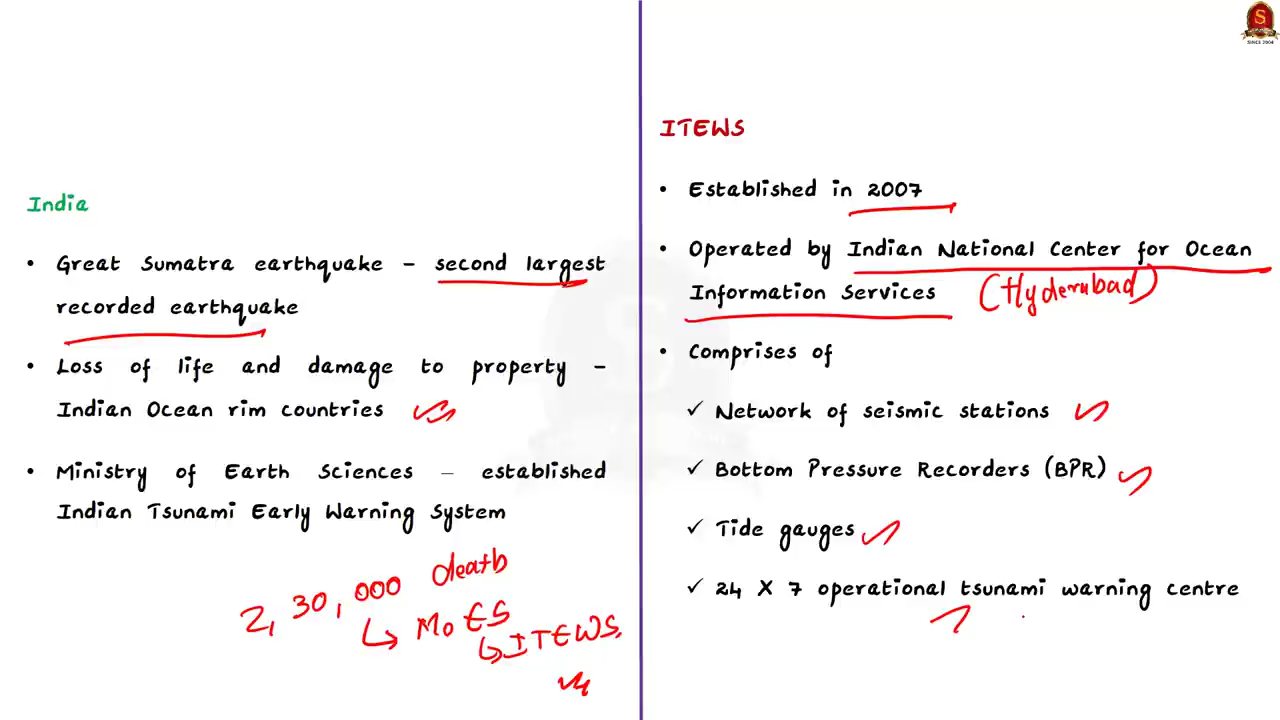 India
• Great Sumatra earthquake – second largest
recorded earthquake
• Loss of life and damage to property –
Indian Ocean rim countries
• Ministry of Earth Sciences – established
Indian Tsunami Early Warning System
2,30,000 death
↳ MoES
↳ ITEWS.
ITEWS
• Established in 2007
• Operated by Indian National Center for Ocean
Information Services (Hyderabad)
• Comprises of
✓ Network of seismic stations
✓ Bottom Pressure Recorders (BPR)
✓ Tide gauges
✓ 24 X 7 operational tsunami warning centre
S
SINCE 2004